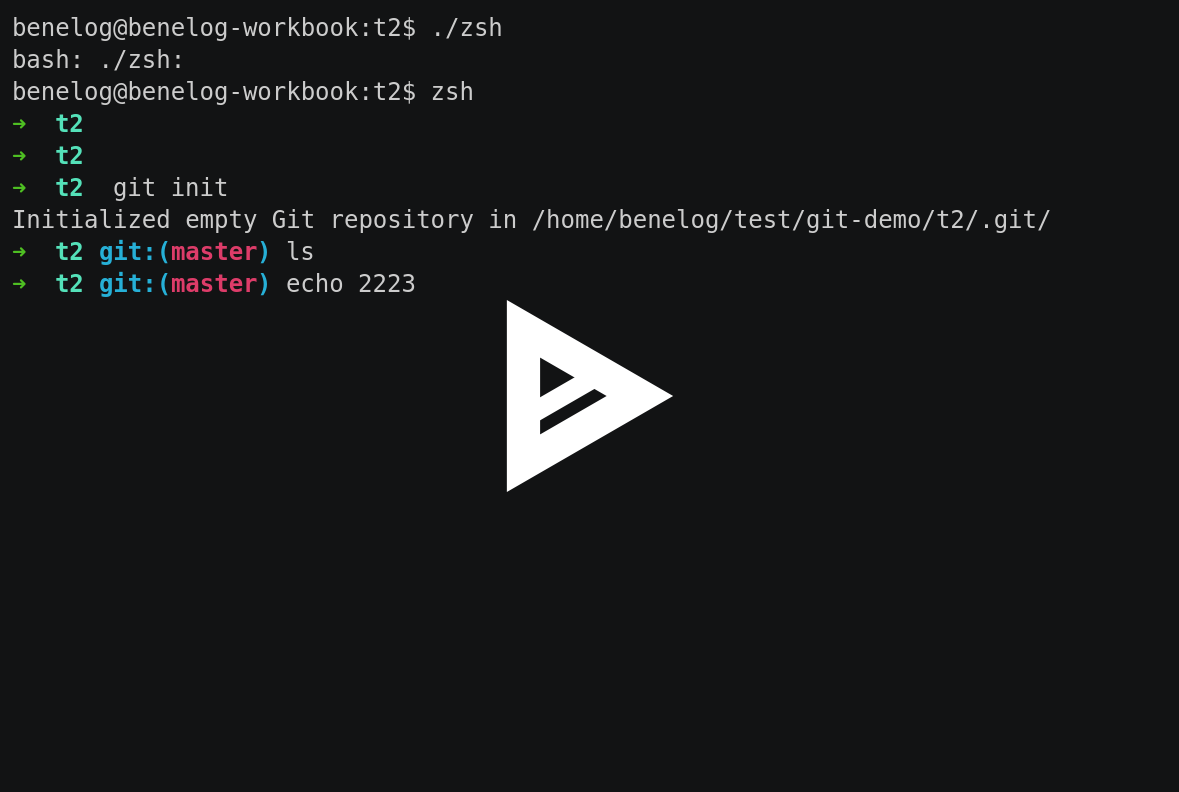 benelog@benelog-workbook:t2$ ./zsh
bash: ./zsh:
benelog@benelog-workbook:t2$ zsh
➜  t2
➜  t2
➜  t2  git init
Initialized empty Git repository in /home/benelog/test/git-demo/t2/.git/
➜  t2 git:(master) ls
➜  t2 git:(master) echo 2223